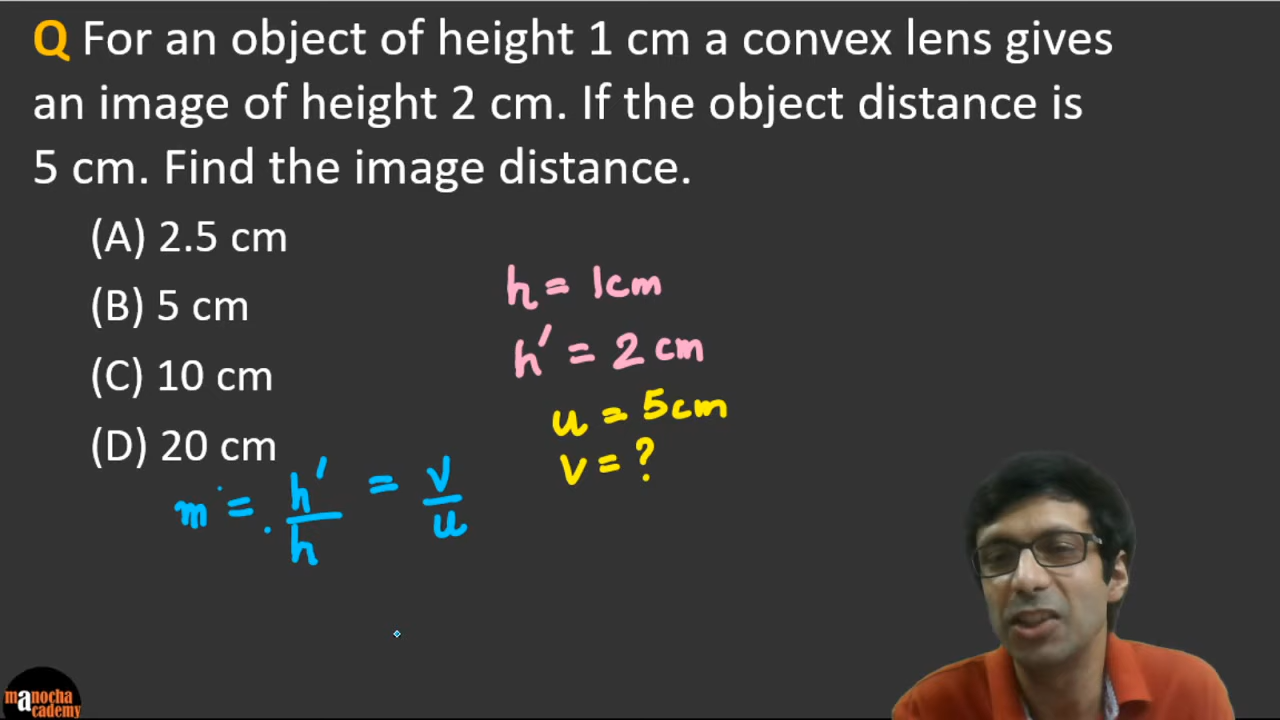 Q For an object of height 1 cm a convex lens gives
an image of height 2 cm. If the object distance is
5 cm. Find the image distance.
(A) 2.5 cm
(B) 5 cm
(C) 10 cm
(D) 20 cm
h = 1cm
h' = 2 cm
u = 5cm
v = ?
m = h'/h = v/u
manocha
academy